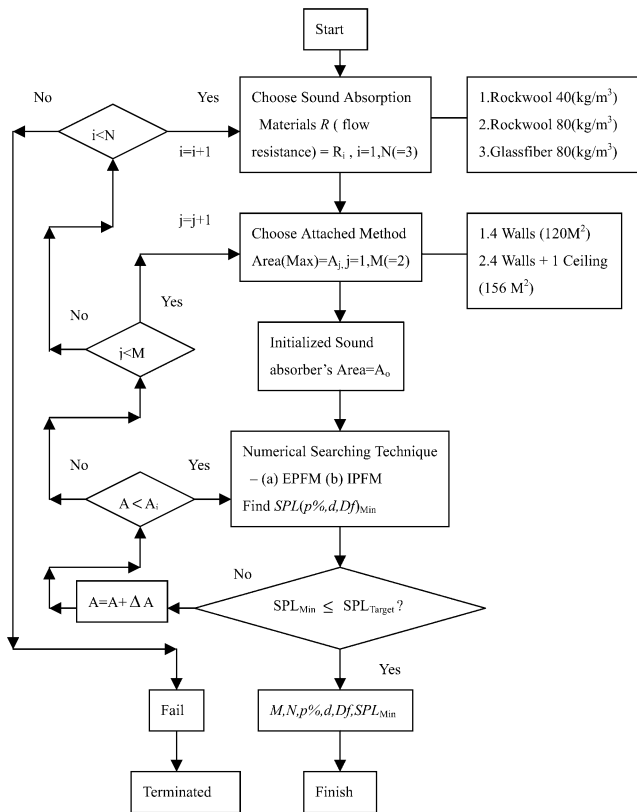 Start
No
Yes
i<N
i=i+1
Choose Sound Absorption
Materials R ( flow
resistance) = Rᵢ , i=1,N(=3)
1.Rockwool 40(kg/m³)
2.Rockwool 80(kg/m³)
3.Glassfiber 80(kg/m³)
j=j+1
Choose Attached Method
Area(Max)=Aⱼ, j=1,M(=2)
1.4 Walls (120M²)
2.4 Walls + 1 Ceiling
(156 M²)
No
Yes
j<M
Initialized Sound
absorber’s Area=Aₒ
No
Yes
A<Aᵢ
Numerical Searching Technique
– (a) EPFM (b) IPFM
Find SPL(p%,d,Df)Min
No
A=A+ΔA
SPLMin ≤ SPLTarget ?
Yes
Fail
M,N,p%,d,Df,SPLMin
Terminated
Finish